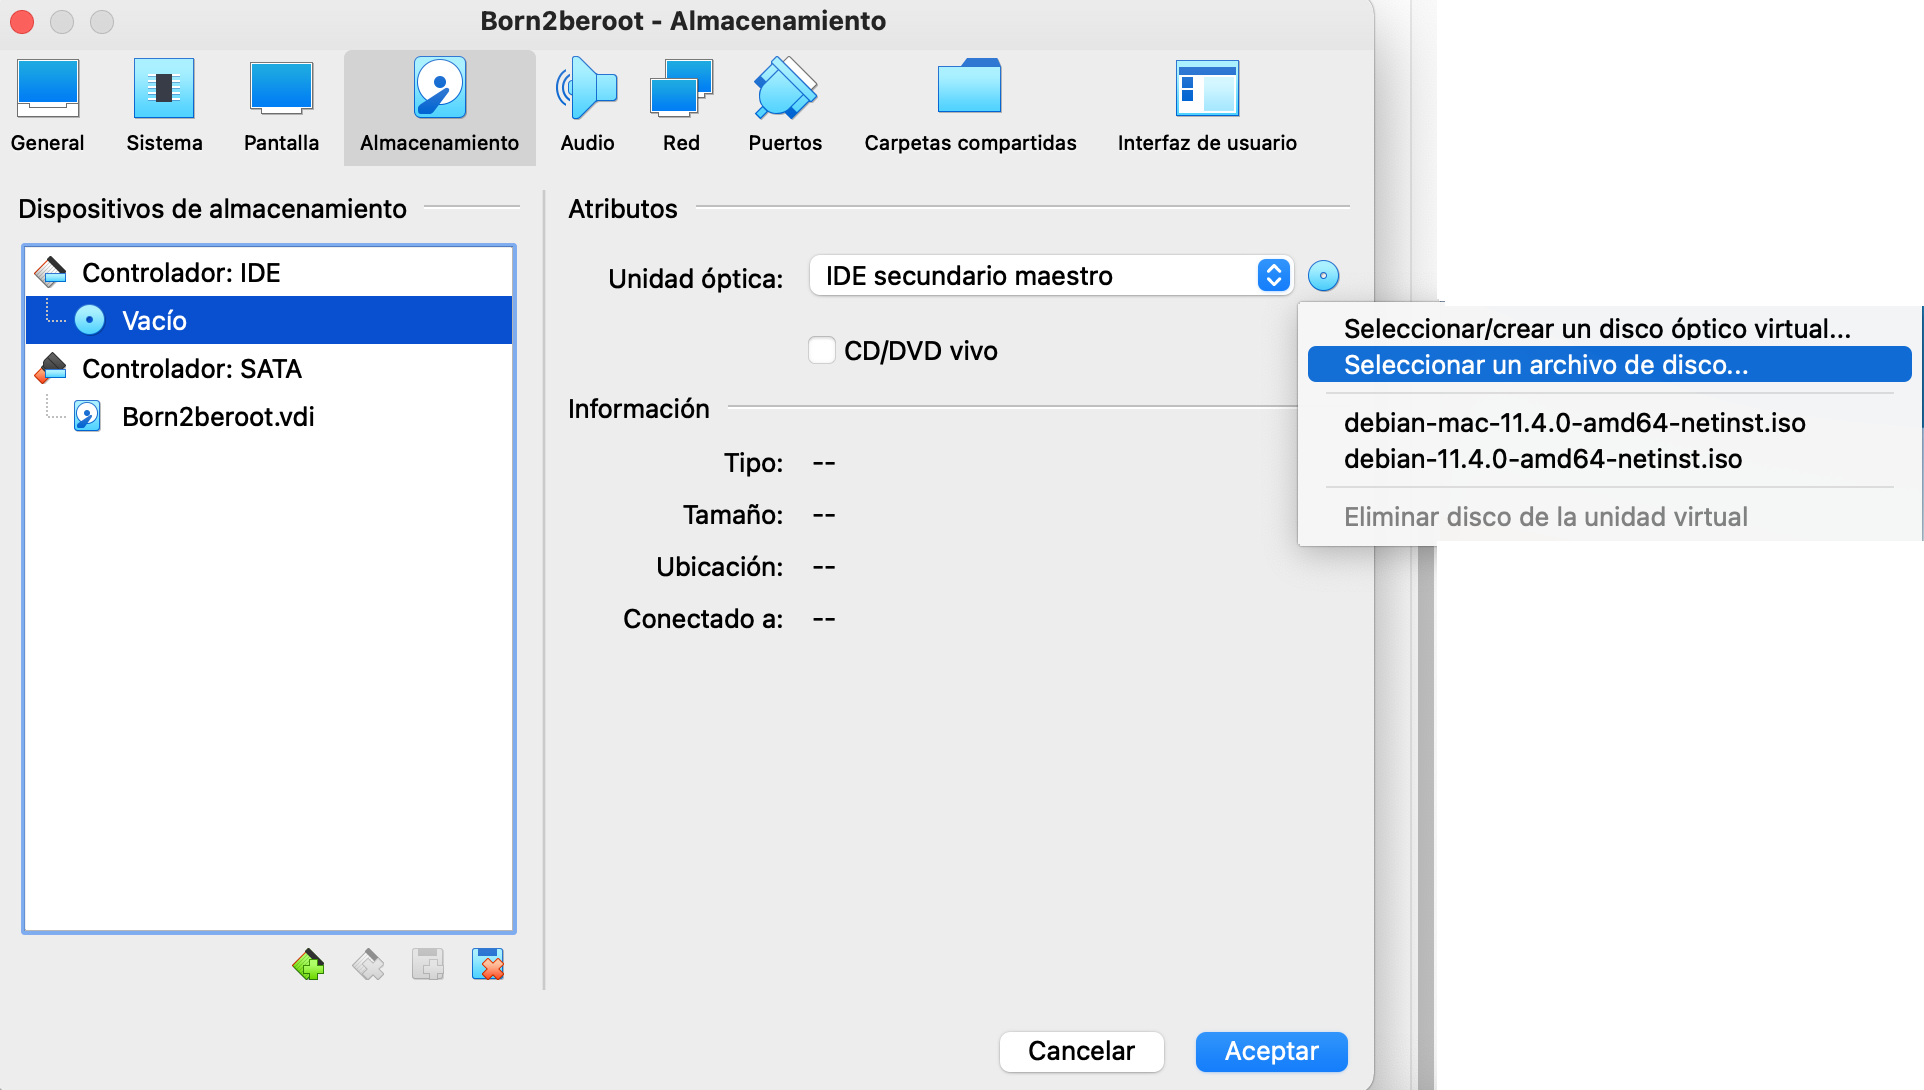 Born2beroot - Almacenamiento
General
Sistema
Pantalla
Almacenamiento
Audio
Red
Puertos
Carpetas compartidas
Interfaz de usuario
Dispositivos de almacenamiento
Controlador: IDE
Vacío
Controlador: SATA
Born2beroot.vdi
Atributos
Unidad óptica:
IDE secundario maestro
CD/DVD vivo
Información
Tipo: --
Tamaño: --
Ubicación: --
Conectado a: --
Seleccionar/crear un disco óptico virtual...
Seleccionar un archivo de disco...
debian-mac-11.4.0-amd64-netinst.iso
debian-11.4.0-amd64-netinst.iso
Eliminar disco de la unidad virtual
Cancelar
Aceptar